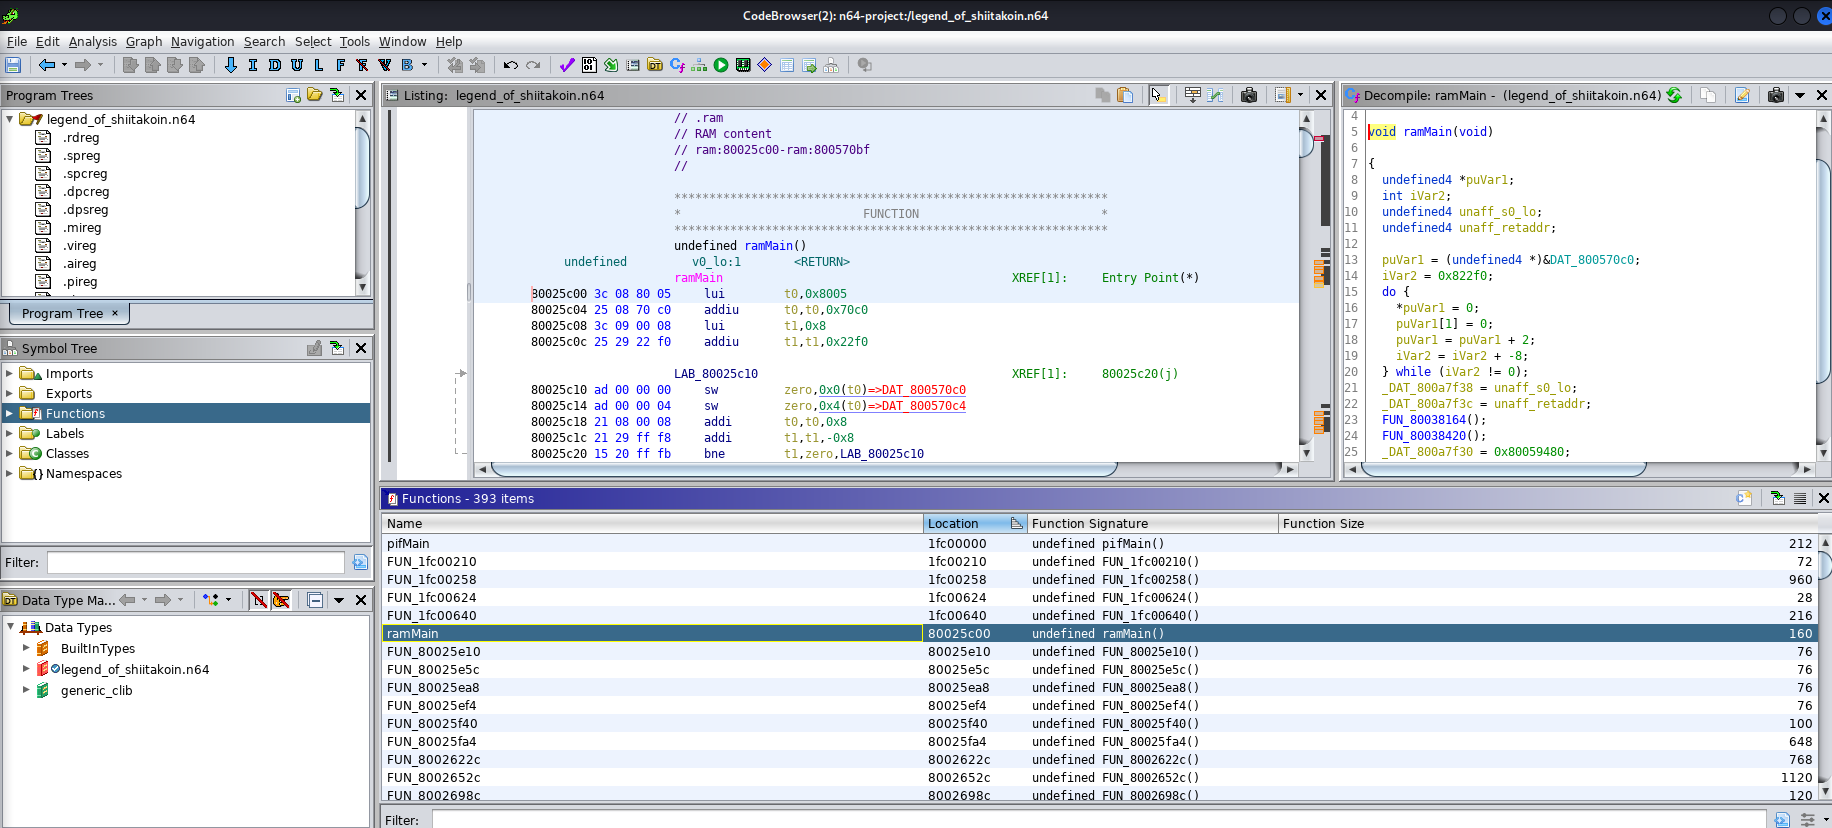 CodeBrowser(2): n64-project:/legend_of_shiitakoin.n64
File Edit Analysis Graph Navigation Search Select Tools Window Help
I D U L F B
Program Trees
legend_of_shiitakoin.n64
.rdreg
.spreg
.spcreg
.dpcreg
.dpsreg
.mireg
.vireg
.aireg
.pireg
Program Tree ×
Symbol Tree
Imports
Exports
Functions
Labels
Classes
Namespaces
Filter:
Data Type Ma...
Data Types
BuiltInTypes
legend_of_shiitakoin.n64
generic_clib
Listing: legend_of_shiitakoin.n64
// .ram
// RAM content
// ram:80025c00-ram:800570bf
//
**************************************************************
* FUNCTION *
**************************************************************
undefined ramMain()
undefined v0_lo:1 <RETURN>
ramMain XREF[1]: Entry Point(*)
80025c00 3c 08 80 05 lui t0,0x8005
80025c04 25 08 70 c0 addiu t0,t0,0x70c0
80025c08 3c 09 00 08 lui t1,0x8
80025c0c 25 29 22 f0 addiu t1,t1,0x22f0
LAB_80025c10 XREF[1]: 80025c20(j)
80025c10 ad 00 00 00 sw zero,0x0(t0)=>DAT_800570c0
80025c14 ad 00 00 04 sw zero,0x4(t0)=>DAT_800570c4
80025c18 21 08 00 08 addi t0,t0,0x8
80025c1c 21 29 ff f8 addi t1,t1,-0x8
80025c20 15 20 ff fb bne t1,zero,LAB_80025c10
Decompile: ramMain - (legend_of_shiitakoin.n64)
4
5 void ramMain(void)
6
7 {
8 undefined4 *puVar1;
9 int iVar2;
10 undefined4 unaff_s0_lo;
11 undefined4 unaff_retaddr;
12
13 puVar1 = (undefined4 *)&DAT_800570c0;
14 iVar2 = 0x822f0;
15 do {
16 *puVar1 = 0;
17 puVar1[1] = 0;
18 puVar1 = puVar1 + 2;
19 iVar2 = iVar2 + -8;
20 } while (iVar2 != 0);
21 _DAT_800a7f38 = unaff_s0_lo;
22 _DAT_800a7f3c = unaff_retaddr;
23 FUN_80038164();
24 FUN_80038420();
25 _DAT_800a7f30 = 0x80059480;
Functions - 393 items
Name Location Function Signature Function Size
pifMain 1fc00000 undefined pifMain() 212
FUN_1fc00210 1fc00210 undefined FUN_1fc00210() 72
FUN_1fc00258 1fc00258 undefined FUN_1fc00258() 960
FUN_1fc00624 1fc00624 undefined FUN_1fc00624() 28
FUN_1fc00640 1fc00640 undefined FUN_1fc00640() 216
ramMain 80025c00 undefined ramMain() 160
FUN_80025e10 80025e10 undefined FUN_80025e10() 76
FUN_80025e5c 80025e5c undefined FUN_80025e5c() 76
FUN_80025ea8 80025ea8 undefined FUN_80025ea8() 76
FUN_80025ef4 80025ef4 undefined FUN_80025ef4() 76
FUN_80025f40 80025f40 undefined FUN_80025f40() 100
FUN_80025fa4 80025fa4 undefined FUN_80025fa4() 648
FUN_8002622c 8002622c undefined FUN_8002622c() 768
FUN_8002652c 8002652c undefined FUN_8002652c() 1120
FUN_8002698c 8002698c undefined FUN_8002698c() 120
Filter: